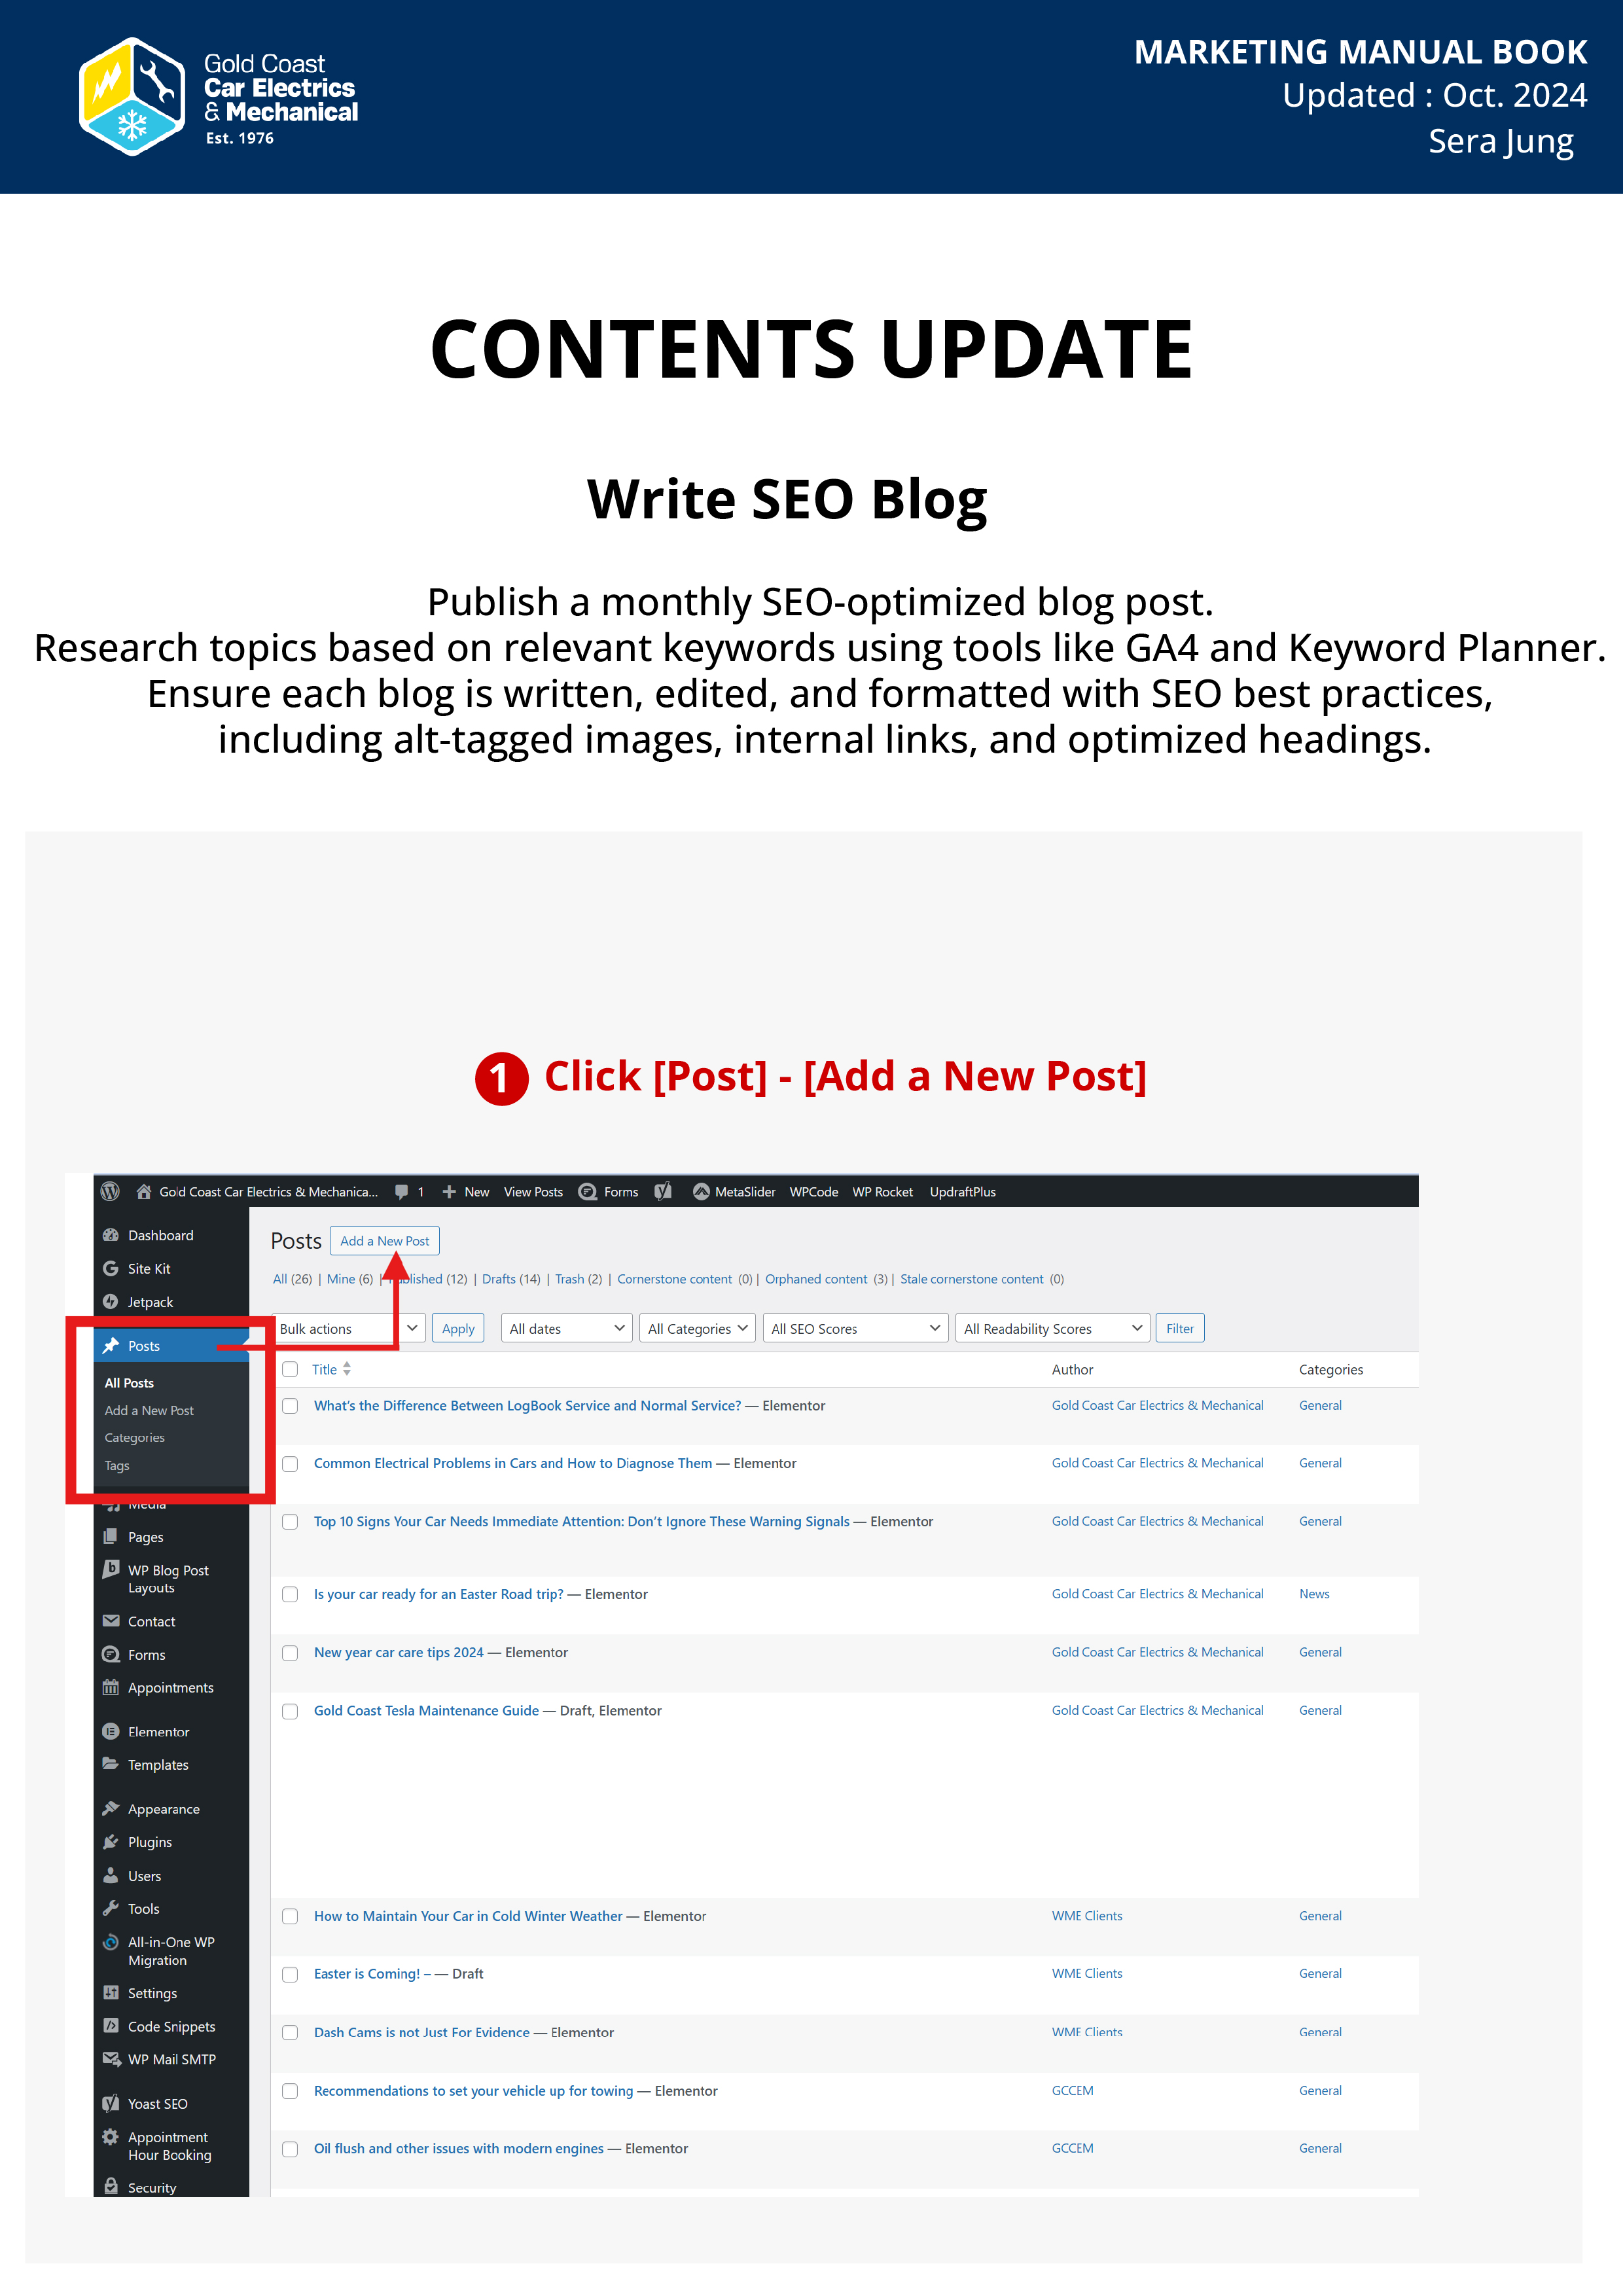 Gold Coast
Car Electrics
& Mechanical
Est. 1976
MARKETING MANUAL BOOK
Updated : Oct. 2024
Sera Jung
CONTENTS UPDATE
Write SEO Blog
Publish a monthly SEO-optimized blog post.
Research topics based on relevant keywords using tools like GA4 and Keyword Planner.
Ensure each blog is written, edited, and formatted with SEO best practices,
including alt-tagged images, internal links, and optimized headings.
1 Click [Post] - [Add a New Post]
Gold Coast Car Electrics & Mechanica... 1 New View Posts Forms MetaSlider WPCode WP Rocket UpdraftPlus
Dashboard
Site Kit
Jetpack
Posts
All Posts
Add a New Post
Categories
Tags
Media
Pages
WP Blog Post
Layouts
Contact
Forms
Appointments
Elementor
Templates
Appearance
Plugins
Users
Tools
All-in-One WP
Migration
Settings
Code Snippets
WP Mail SMTP
Yoast SEO
Appointment
Hour Booking
Security
Posts Add a New Post
All (26) | Mine (6) | Published (12) | Drafts (14) | Trash (2) | Cornerstone content (0) | Orphaned content (3) | Stale cornerstone content (0)
Bulk actions Apply All dates All Categories All SEO Scores All Readability Scores Filter
Title Author Categories
What's the Difference Between LogBook Service and Normal Service? — Elementor Gold Coast Car Electrics & Mechanical General
Common Electrical Problems in Cars and How to Diagnose Them — Elementor Gold Coast Car Electrics & Mechanical General
Top 10 Signs Your Car Needs Immediate Attention: Don't Ignore These Warning Signals — Elementor Gold Coast Car Electrics & Mechanical General
Is your car ready for an Easter Road trip? — Elementor Gold Coast Car Electrics & Mechanical News
New year car care tips 2024 — Elementor Gold Coast Car Electrics & Mechanical General
Gold Coast Tesla Maintenance Guide — Draft, Elementor Gold Coast Car Electrics & Mechanical General
How to Maintain Your Car in Cold Winter Weather — Elementor WME Clients General
Easter is Coming! – — Draft WME Clients General
Dash Cams is not Just For Evidence — Elementor WME Clients General
Recommendations to set your vehicle up for towing — Elementor GCCEM General
Oil flush and other issues with modern engines — Elementor GCCEM General